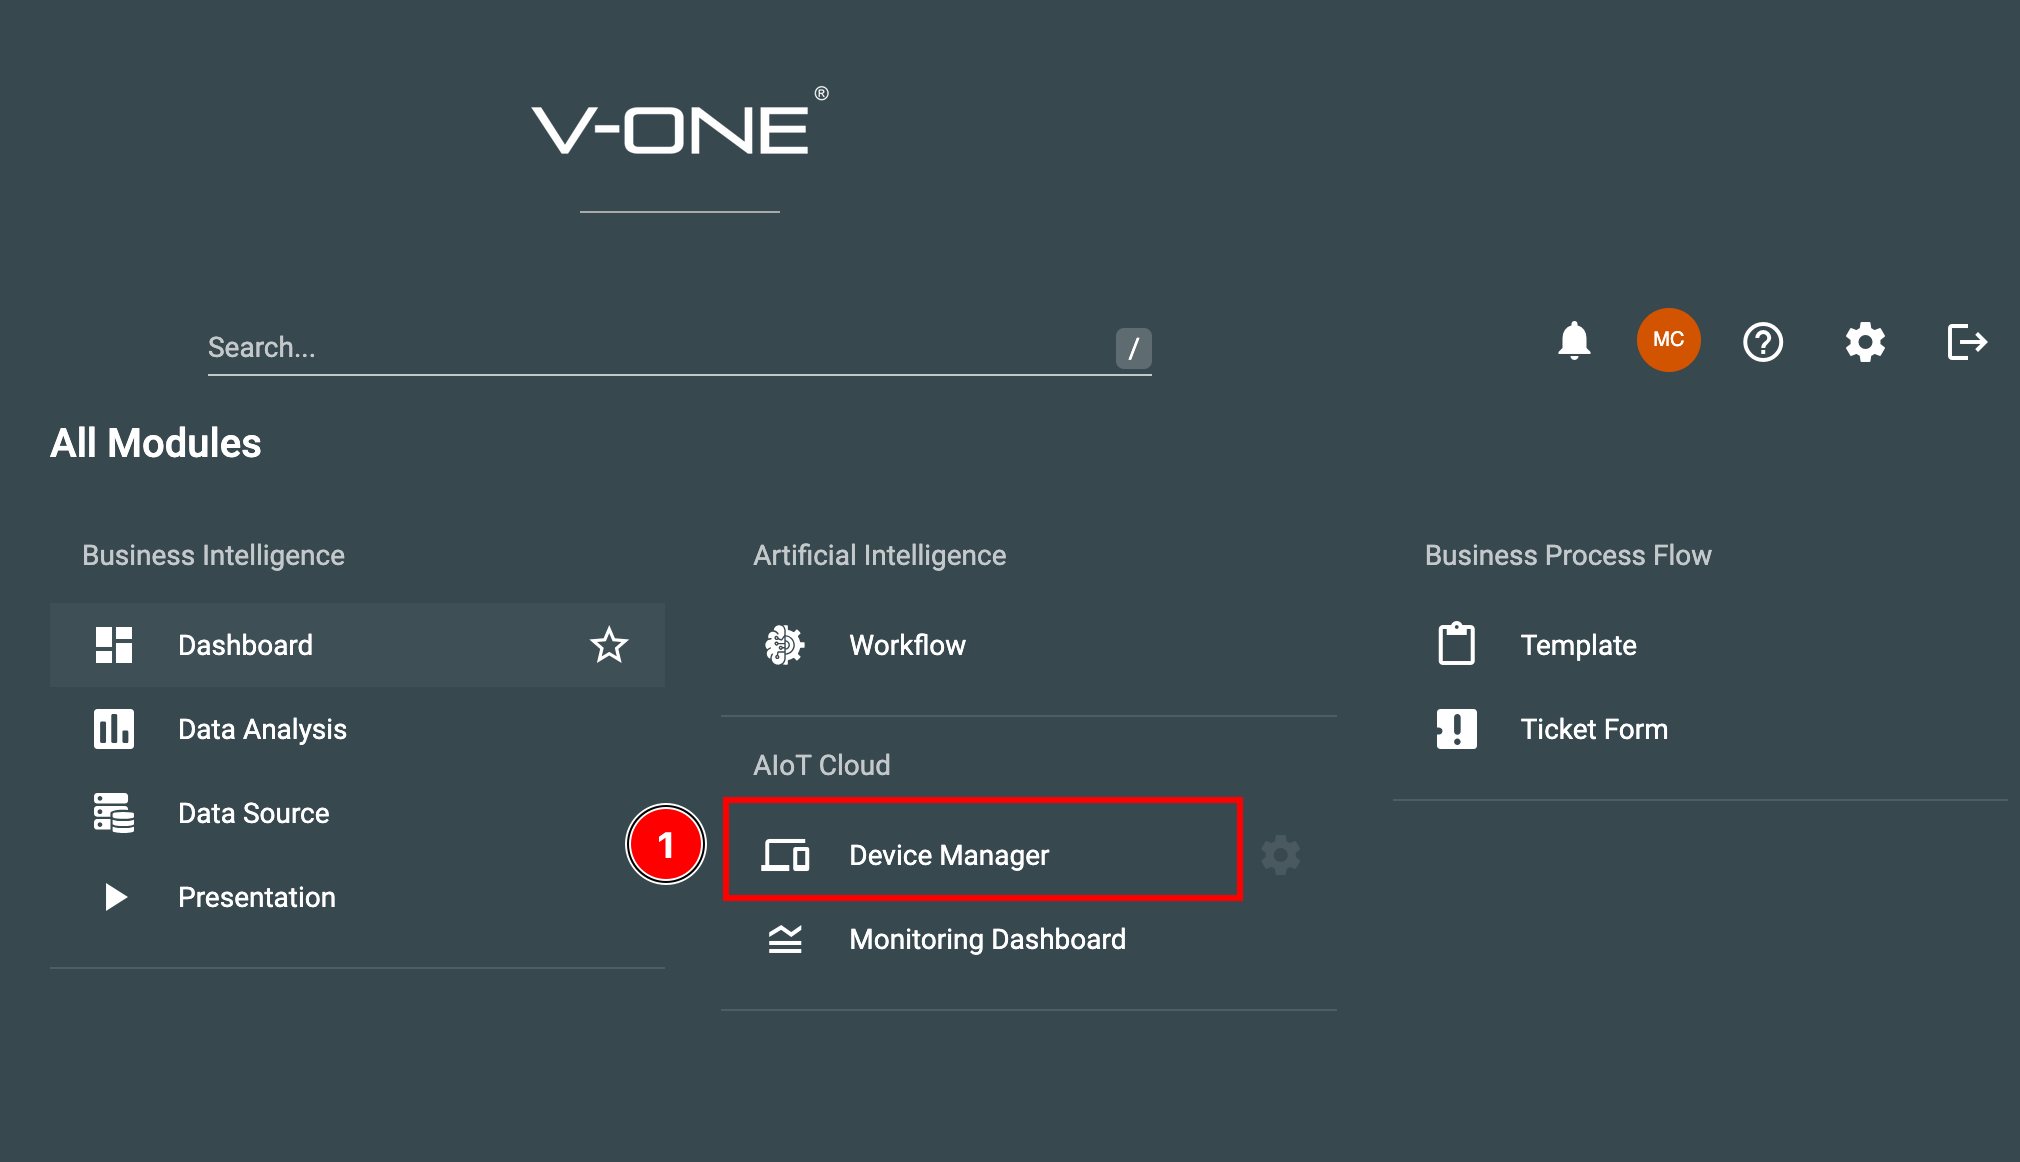 V-ONE®
Search... /
MC
All Modules
Business Intelligence
Dashboard
Data Analysis
Data Source
Presentation
Artificial Intelligence
Workflow
AIoT Cloud
1
Device Manager
Monitoring Dashboard
Business Process Flow
Template
Ticket Form